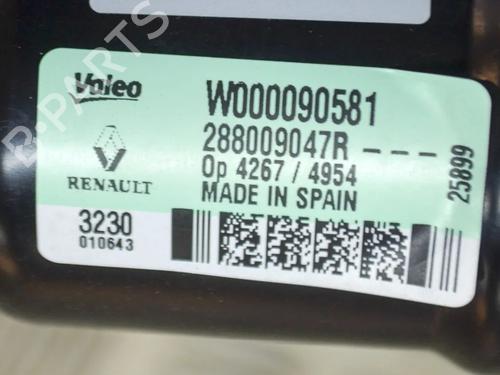 Valeo
W000090581
RENAULT
288009047R - - -
Op 4267 / 4954
MADE IN SPAIN
25899
3230
010643
B-PARTS